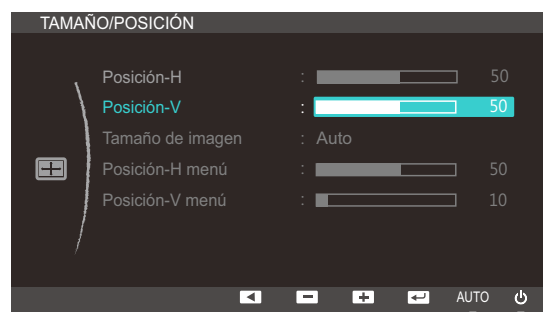 TAMAÑO/POSICIÓN
Posición-H : 50
Posición-V : 50
Tamaño de imagen : Auto
Posición-H menú : 50
Posición-V menú : 10
AUTO